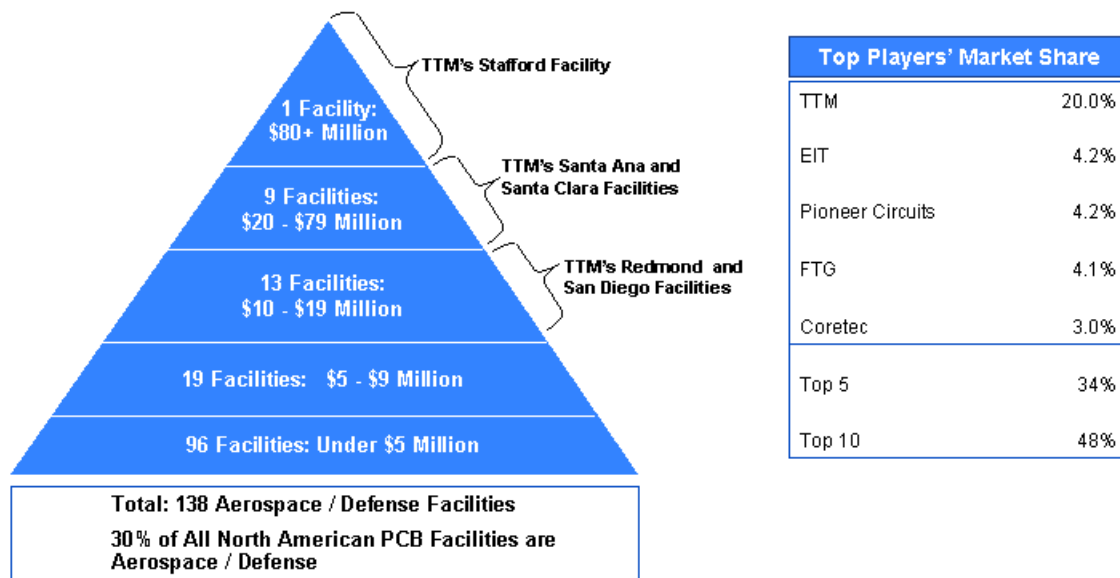 TTM's Stafford Facility
1 Facility:
$80+ Million
TTM's Santa Ana and
Santa Clara Facilities
9 Facilities:
$20 - $79 Million
TTM's Redmond and
San Diego Facilities
13 Facilities:
$10 - $19 Million
19 Facilities: $5 - $9 Million
96 Facilities: Under $5 Million
Total: 138 Aerospace / Defense Facilities
30% of All North American PCB Facilities are
Aerospace / Defense
Top Players' Market Share
TTM 20.0%
EIT 4.2%
Pioneer Circuits 4.2%
FTG 4.1%
Coretec 3.0%
Top 5 34%
Top 10 48%